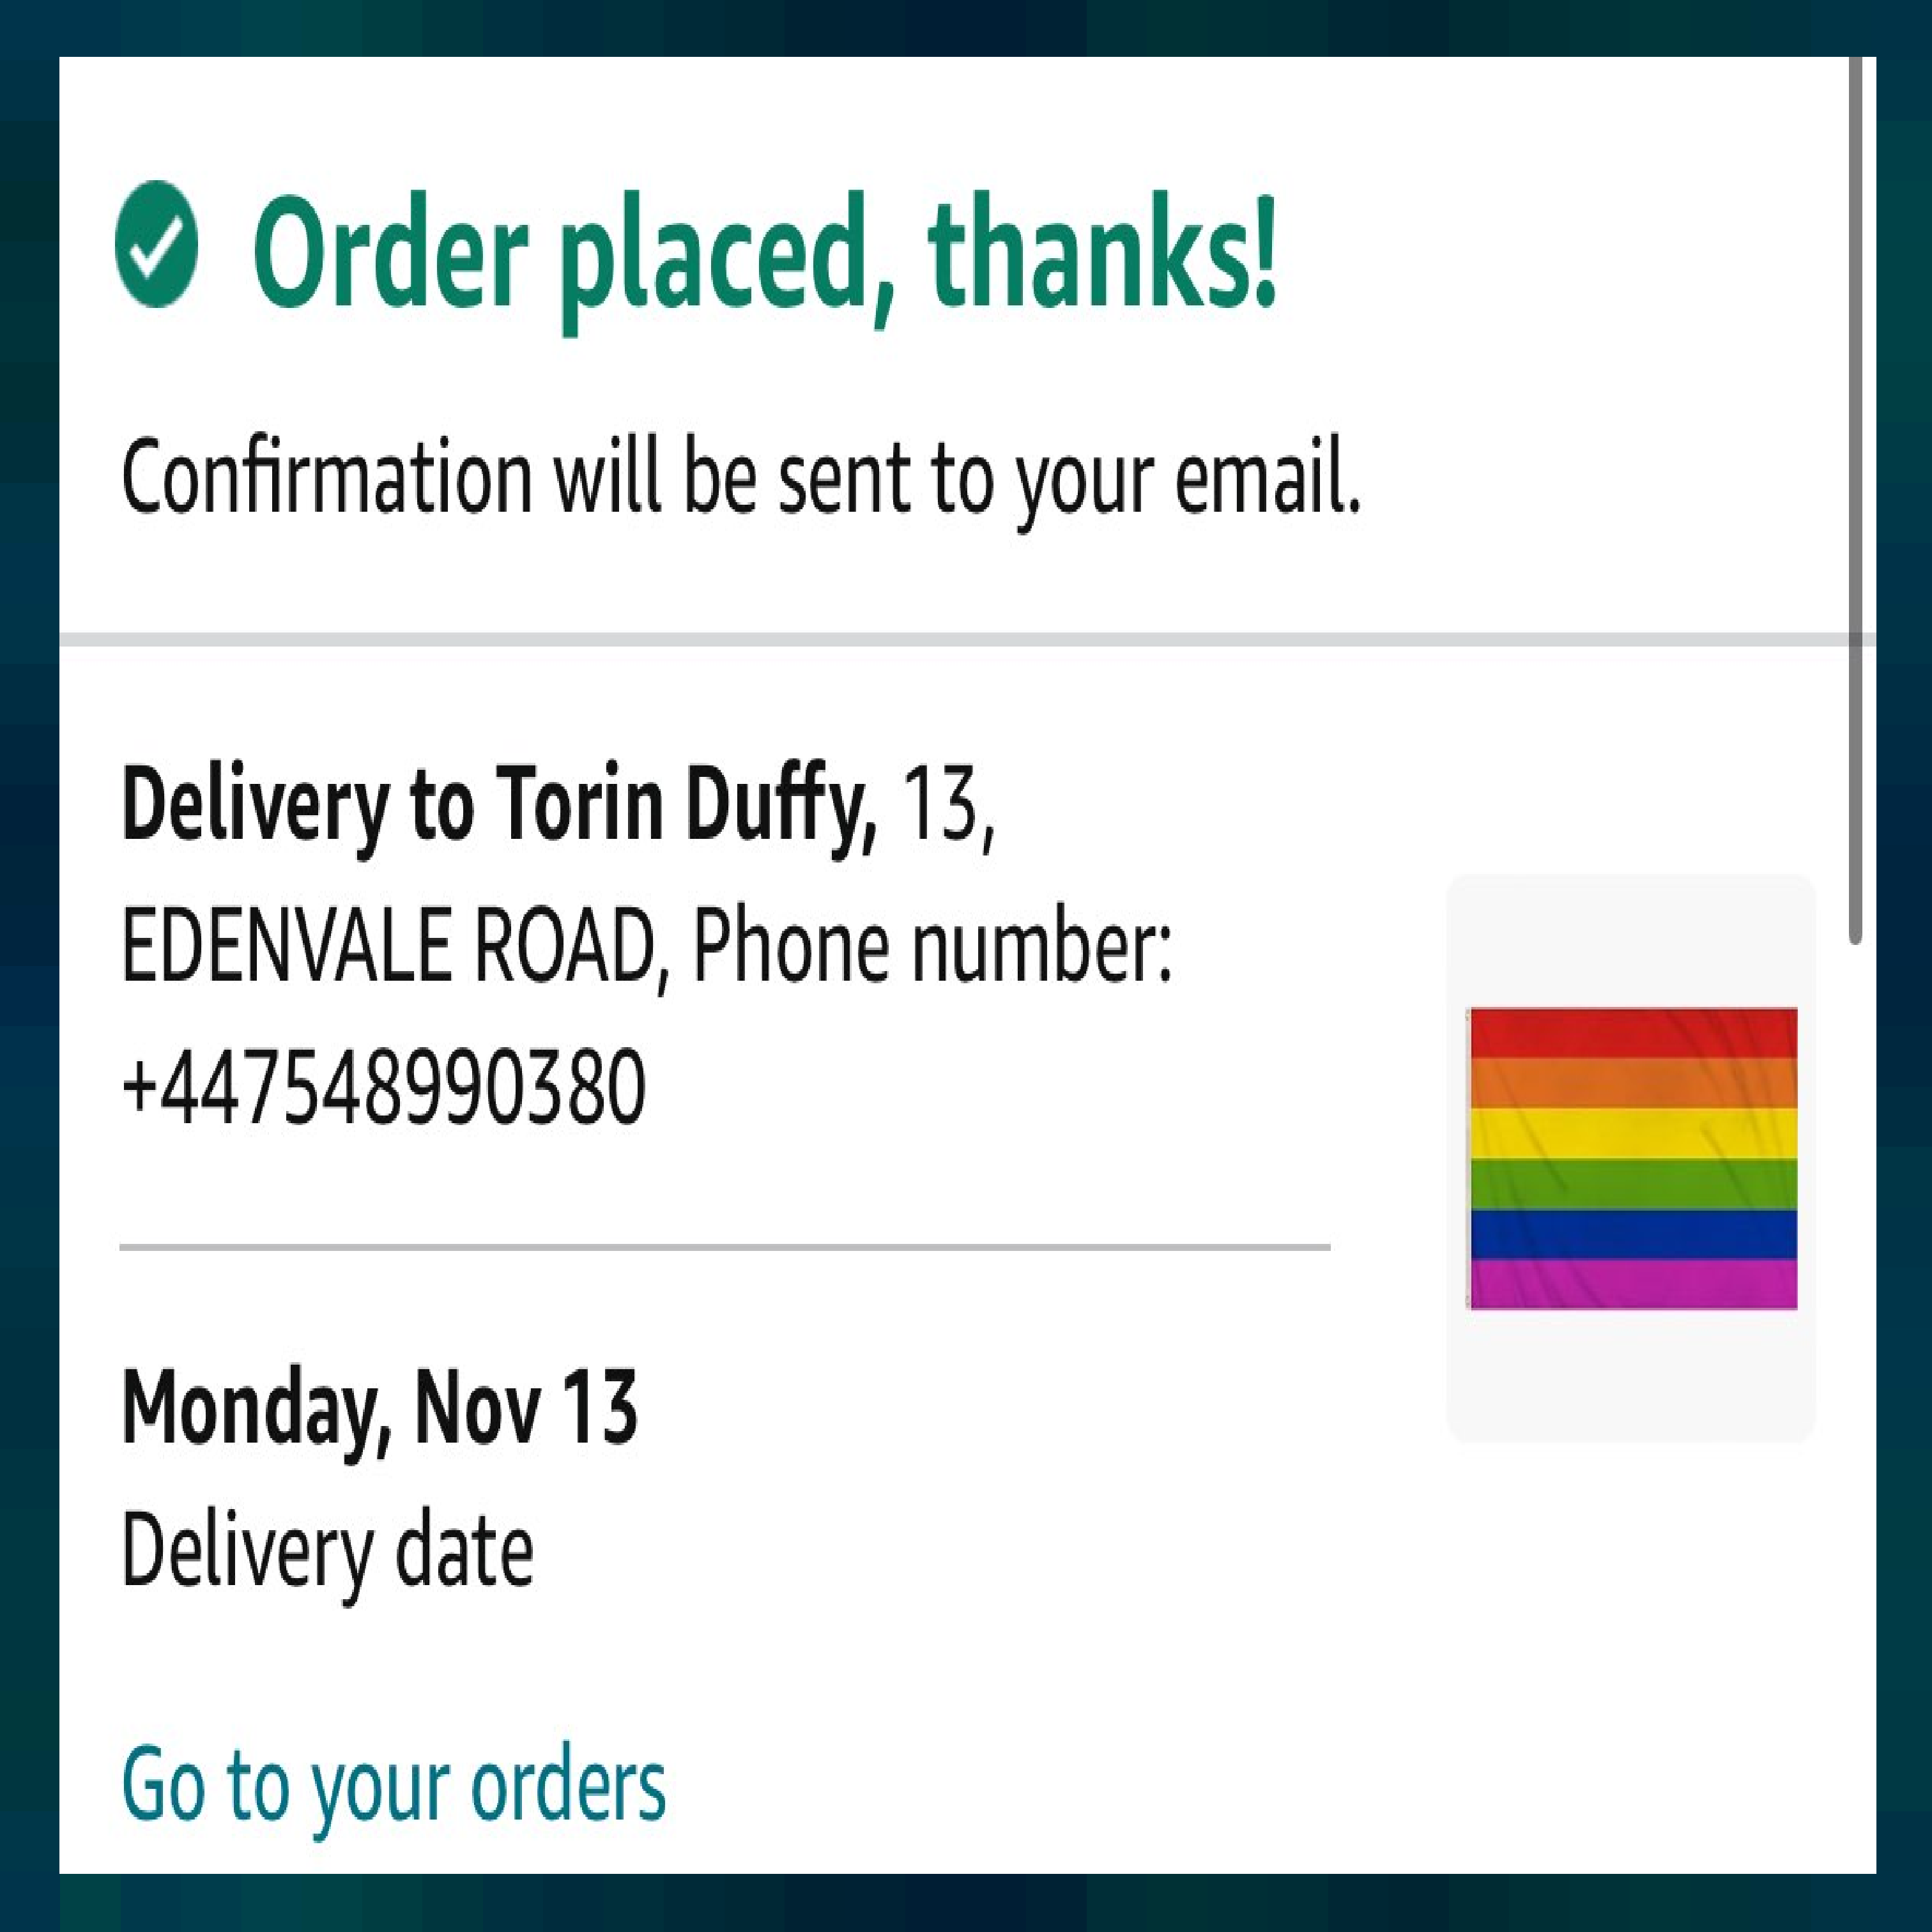 Order placed, thanks!
Confirmation will be sent to your email.
Delivery to Torin Duffy, 13,
EDENVALE ROAD, Phone number:
+447548990380
Monday, Nov 13
Delivery date
Go to your orders